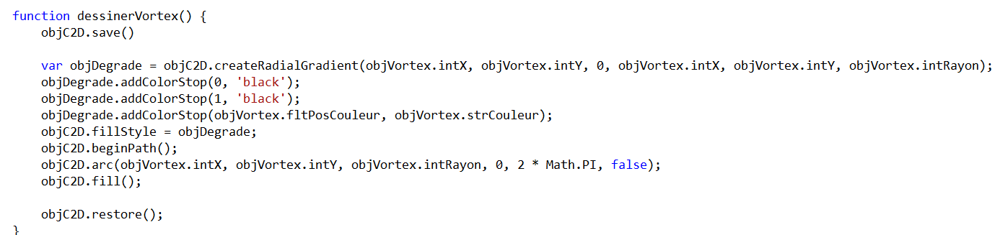 function dessinerVortex() {
    objC2D.save()

    var objDegrade = objC2D.createRadialGradient(objVortex.intX, objVortex.intY, 0, objVortex.intX, objVortex.intY, objVortex.intRayon);
    objDegrade.addColorStop(0, 'black');
    objDegrade.addColorStop(1, 'black');
    objDegrade.addColorStop(objVortex.fltPosCouleur, objVortex.strCouleur);
    objC2D.fillStyle = objDegrade;
    objC2D.beginPath();
    objC2D.arc(objVortex.intX, objVortex.intY, objVortex.intRayon, 0, 2 * Math.PI, false);
    objC2D.fill();

    objC2D.restore();
}